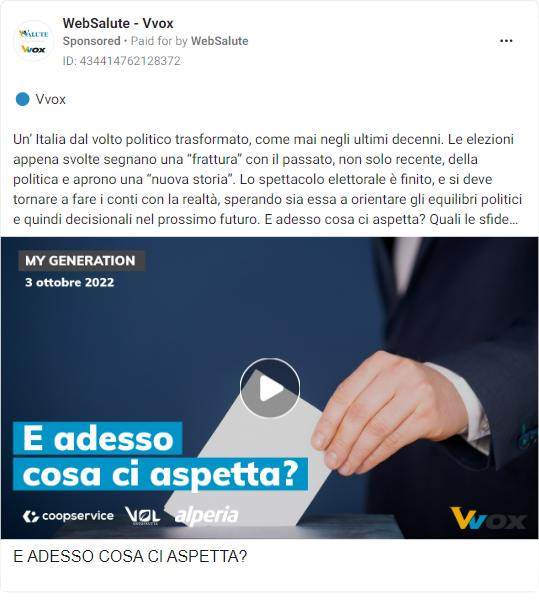 WebSalute - Vvox
Sponsored • Paid for by WebSalute
ID: 434414762128372
Vvox
Un’ Italia dal volto politico trasformato, come mai negli ultimi decenni. Le elezioni
appena svolte segnano una “frattura” con il passato, non solo recente, della
politica e aprono una “nuova storia”. Lo spettacolo elettorale è finito, e si deve
tornare a fare i conti con la realtà, sperando sia essa a orientare gli equilibri politici
e quindi decisionali nel prossimo futuro. E adesso cosa ci aspetta? Quali le sfide...
MY GENERATION
3 ottobre 2022
E adesso
cosa ci aspetta?
coopservice
alperia
Vvox
E ADESSO COSA CI ASPETTA?